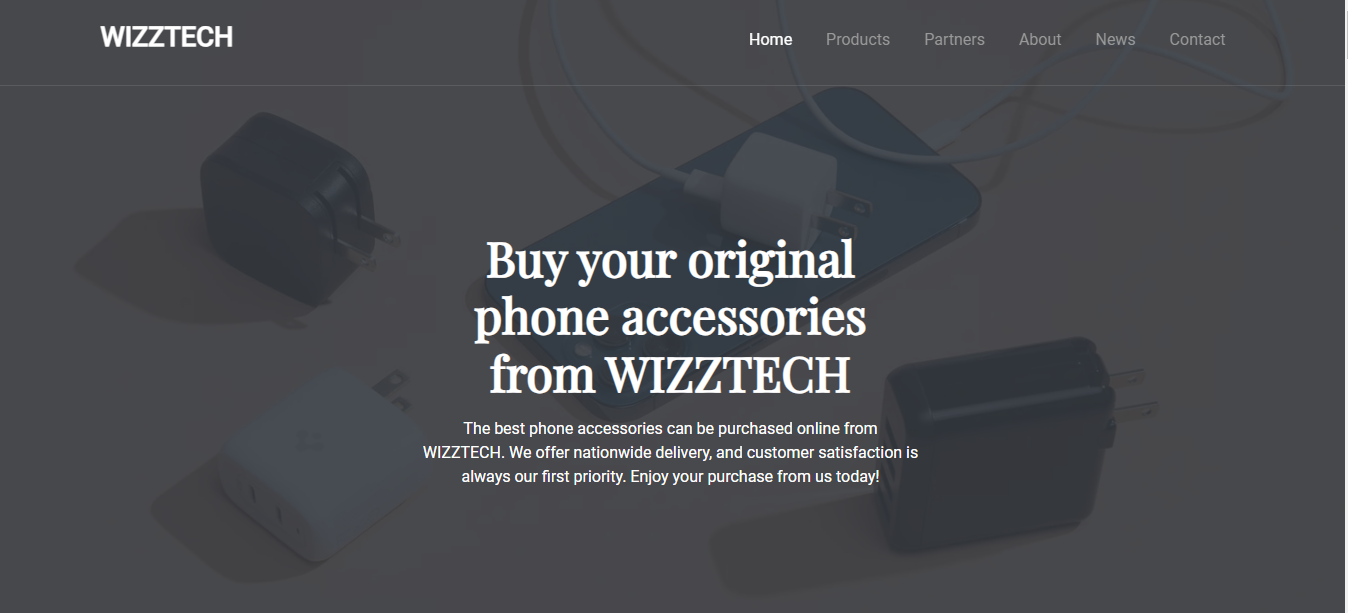 WIZZTECH
Home Products Partners About News Contact
Buy your original
phone accessories
from WIZZTECH
The best phone accessories can be purchased online from
WIZZTECH. We offer nationwide delivery, and customer satisfaction is
always our first priority. Enjoy your purchase from us today!